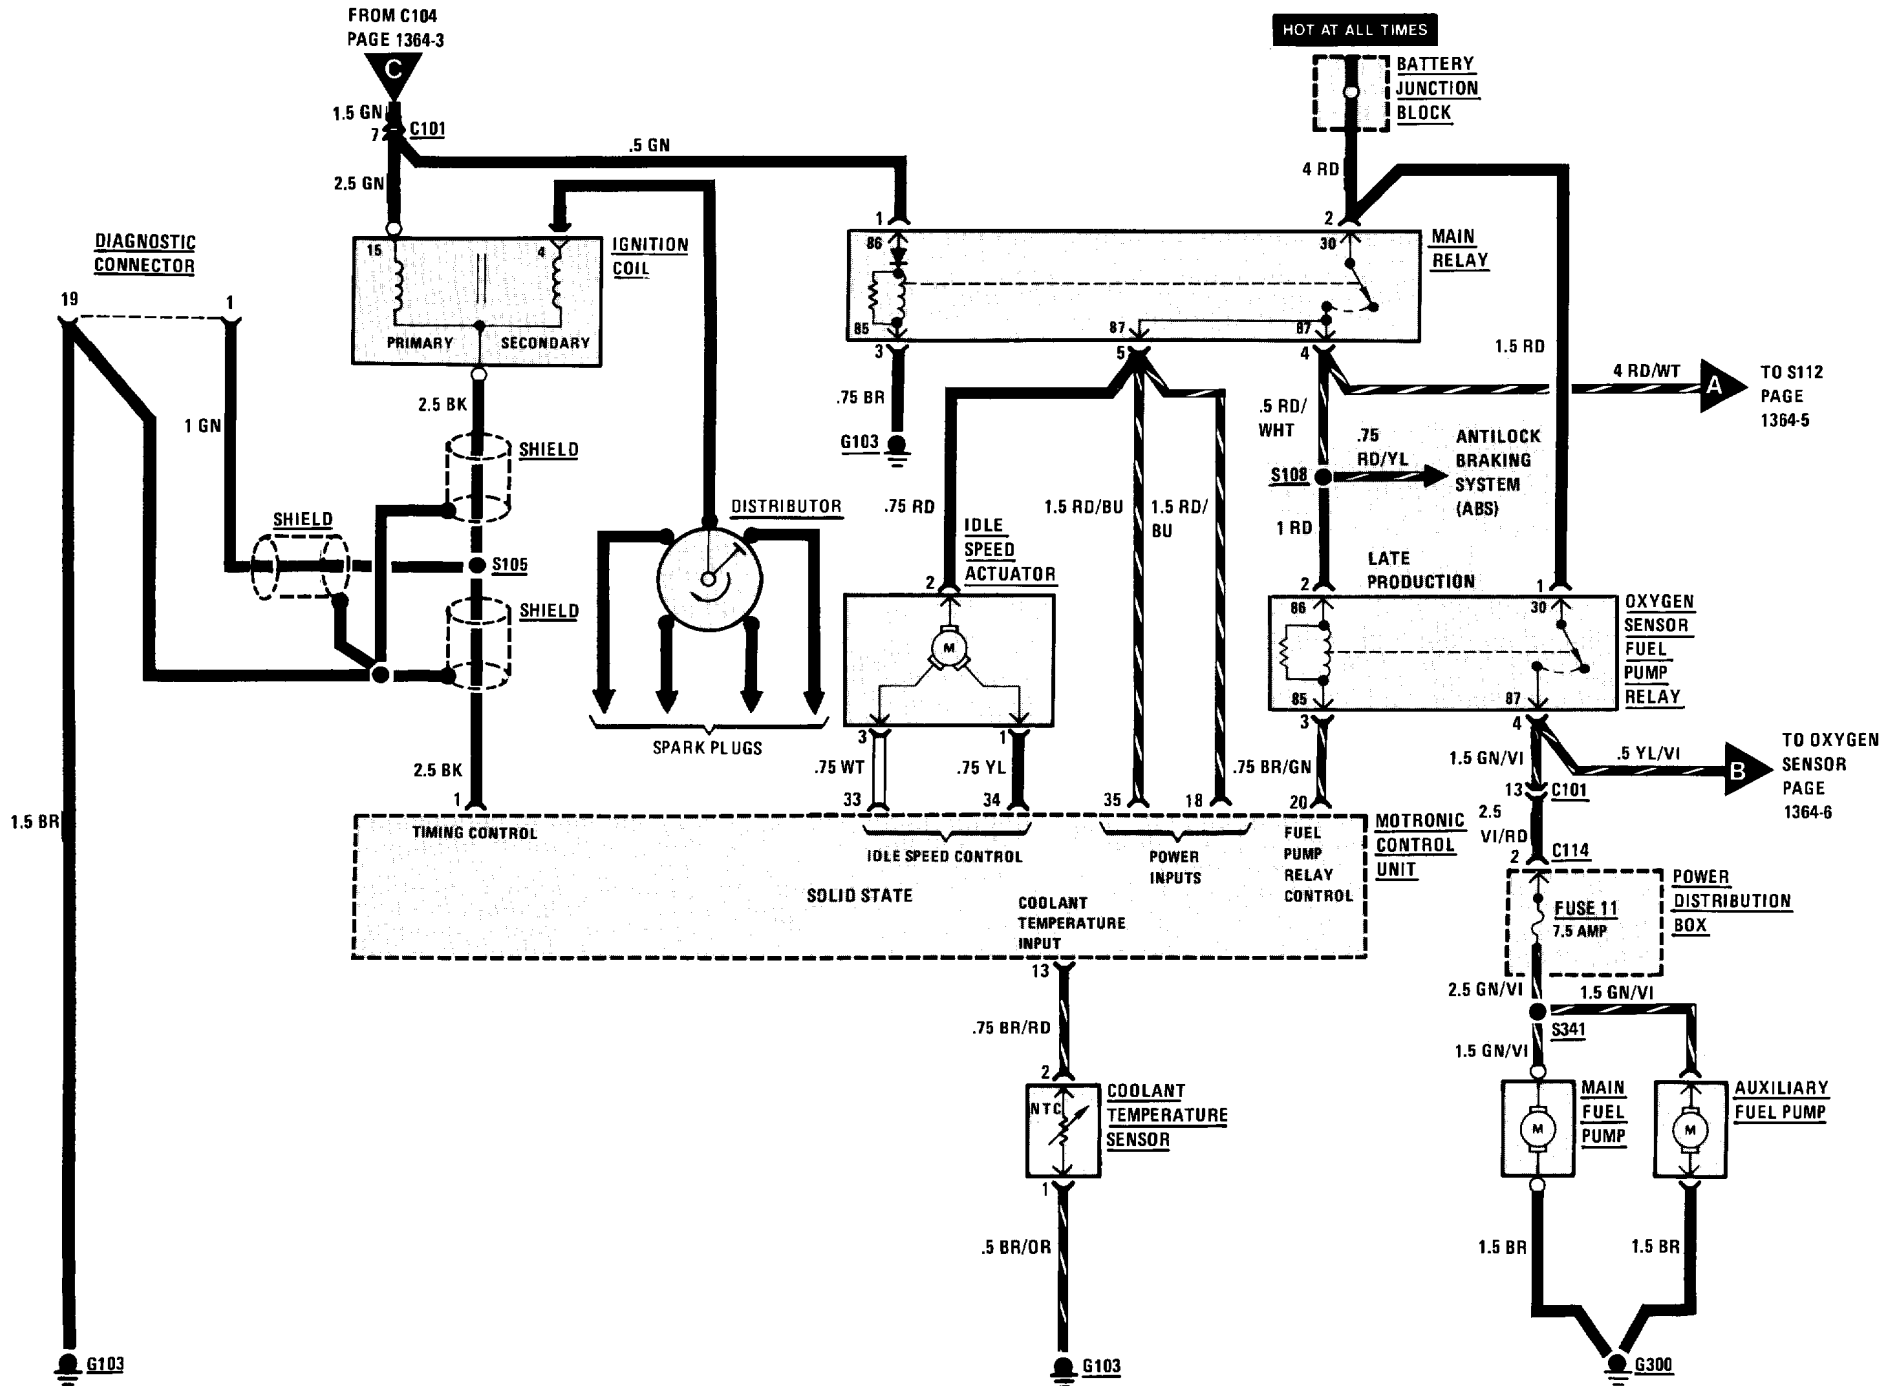 FROM C104
PAGE 1364-3
C
1.5 GN
7
C101
2.5 GN
.5 GN
HOT AT ALL TIMES
BATTERY
JUNCTION
BLOCK
4 RD
DIAGNOSTIC
CONNECTOR
19
1
15
4
IGNITION
COIL
PRIMARY
SECONDARY
1
86
2
30
MAIN
RELAY
85
87
87
3
5
4
1.5 RD
4 RD/WT
A
TO S112
PAGE
1364-5
2.5 BK
1 GN
SHIELD
SHIELD
S105
SHIELD
.75 BR
G103
.5 RD/
WHT
.75
RD/YL
S108
ANTILOCK
BRAKING
SYSTEM
(ABS)
1 RD
DISTRIBUTOR
SPARK PLUGS
.75 RD
IDLE
SPEED
ACTUATOR
1.5 RD/BU
1.5 RD/
BU
2
M
3
1
.75 WT
.75 YL
LATE
PRODUCTION
2
1
86
30
OXYGEN
SENSOR
FUEL
PUMP
RELAY
85
87
3
4
.75 BR/GN
1.5 GN/VI
.5 YL/VI
B
TO OXYGEN
SENSOR
PAGE
1364-6
13
C101
2.5
VI/RD
2
C114
1.5 BR
2.5 BK
1
33
34
35
18
20
TIMING CONTROL
IDLE SPEED CONTROL
POWER
INPUTS
FUEL
PUMP
RELAY
CONTROL
MOTRONIC
CONTROL
UNIT
SOLID STATE
COOLANT
TEMPERATURE
INPUT
13
POWER
DISTRIBUTION
BOX
FUSE 11
7.5 AMP
2.5 GN/VI
1.5 GN/VI
S341
1.5 GN/VI
.75 BR/RD
2
NTC
COOLANT
TEMPERATURE
SENSOR
1
.5 BR/OR
M
MAIN
FUEL
PUMP
M
AUXILIARY
FUEL PUMP
1.5 BR
1.5 BR
G103
G103
G300